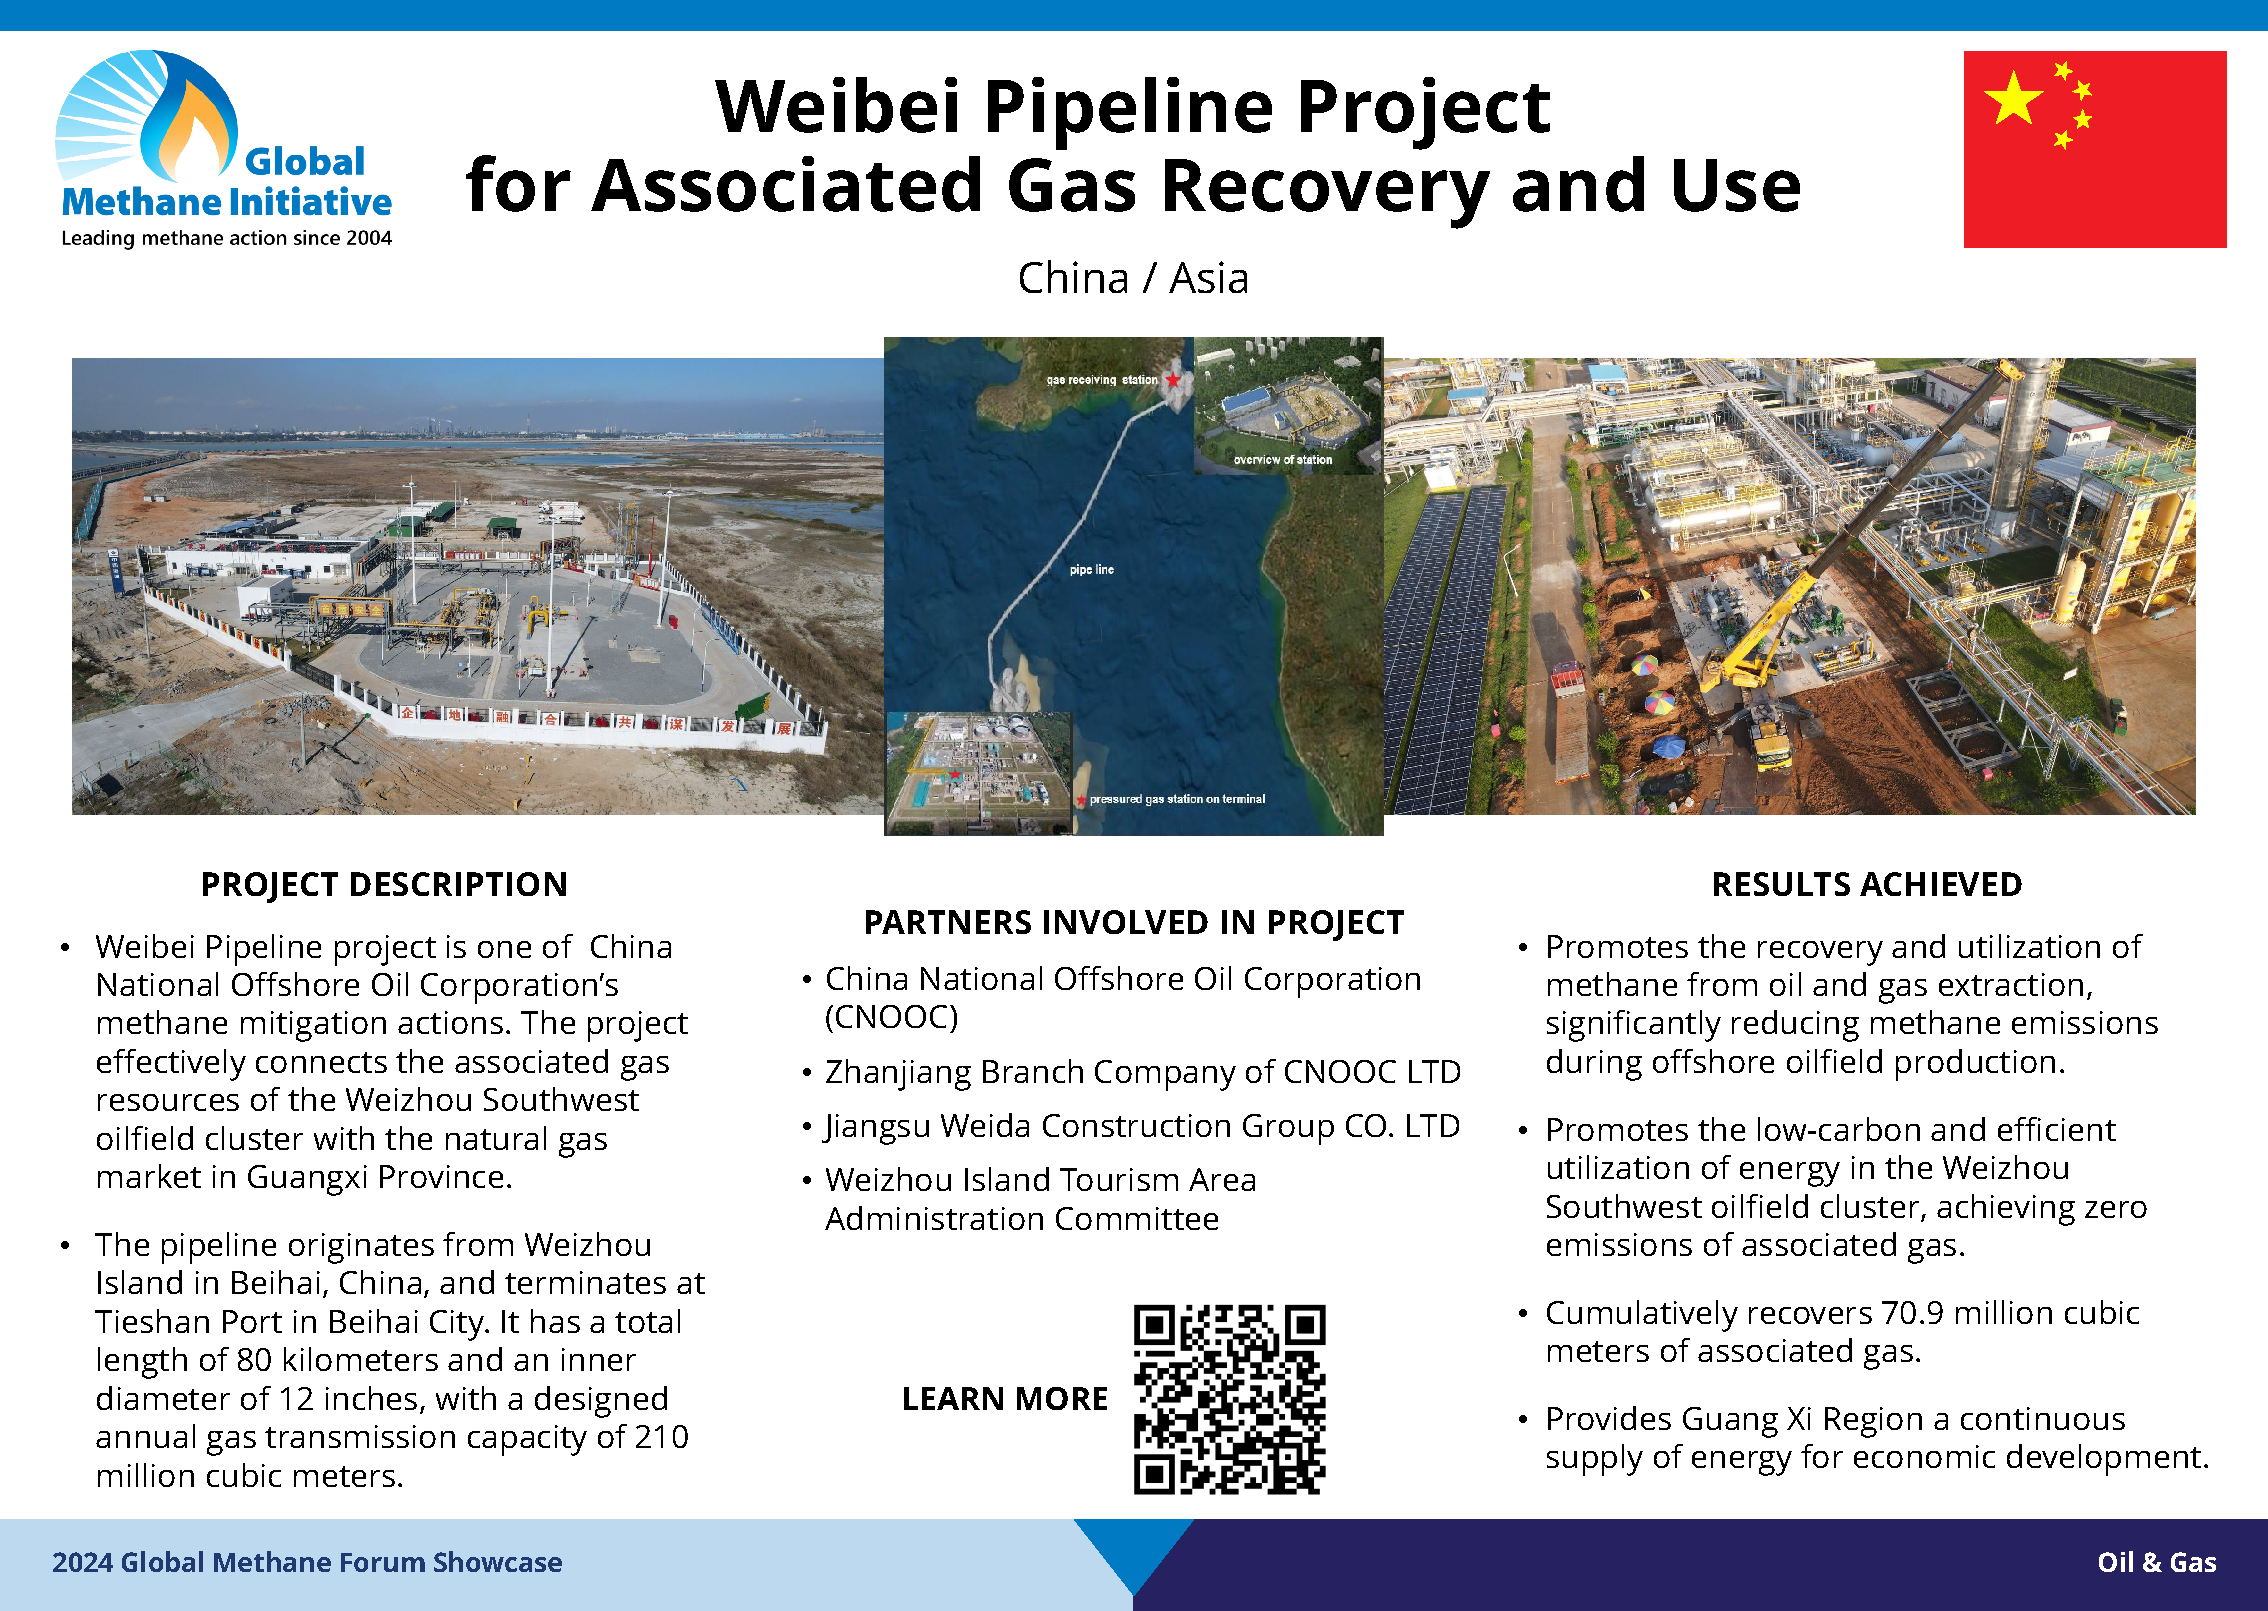 Global
Methane Initiative
Leading methane action since 2004
Weibei Pipeline Project
for Associated Gas Recovery and Use
China / Asia
gas receiving station
overview of station
pipe line
pressured gas station on terminal
企 地 融 合 共 谋 发 展
PROJECT DESCRIPTION
• Weibei Pipeline project is one of China
National Offshore Oil Corporation’s
methane mitigation actions. The project
effectively connects the associated gas
resources of the Weizhou Southwest
oilfield cluster with the natural gas
market in Guangxi Province.
• The pipeline originates from Weizhou
Island in Beihai, China, and terminates at
Tieshan Port in Beihai City. It has a total
length of 80 kilometers and an inner
diameter of 12 inches, with a designed
annual gas transmission capacity of 210
million cubic meters.
PARTNERS INVOLVED IN PROJECT
• China National Offshore Oil Corporation
(CNOOC)
• Zhanjiang Branch Company of CNOOC LTD
• Jiangsu Weida Construction Group CO. LTD
• Weizhou Island Tourism Area
Administration Committee
LEARN MORE
RESULTS ACHIEVED
• Promotes the recovery and utilization of
methane from oil and gas extraction,
significantly reducing methane emissions
during offshore oilfield production.
• Promotes the low-carbon and efficient
utilization of energy in the Weizhou
Southwest oilfield cluster, achieving zero
emissions of associated gas.
• Cumulatively recovers 70.9 million cubic
meters of associated gas.
• Provides Guang Xi Region a continuous
supply of energy for economic development.
2024 Global Methane Forum Showcase
Oil & Gas